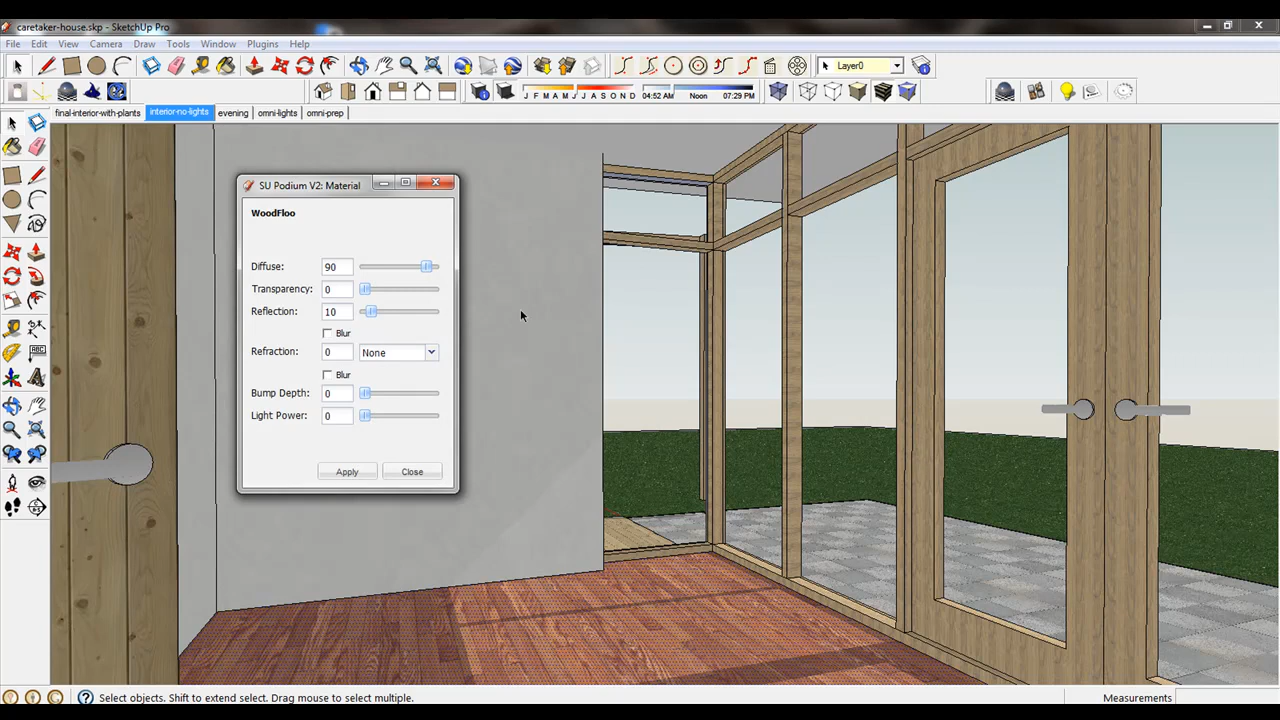 caretaker-house.skp - SketchUp Pro
File Edit View Camera Draw Tools Window Plugins Help
Layer0
J F M A M J J A S O N D 04:52 AM Noon 07:29 PM
final-interior-with-plants interior-no-lights evening omni-lights omni-prep
SU Podium V2: Material
WoodFloo
Diffuse: 90
Transparency: 0
Reflection: 10
Blur
Refraction: 0 None
Blur
Bump Depth: 0
Light Power: 0
Apply Close
ABC
Select objects. Shift to extend select. Drag mouse to select multiple. Measurements